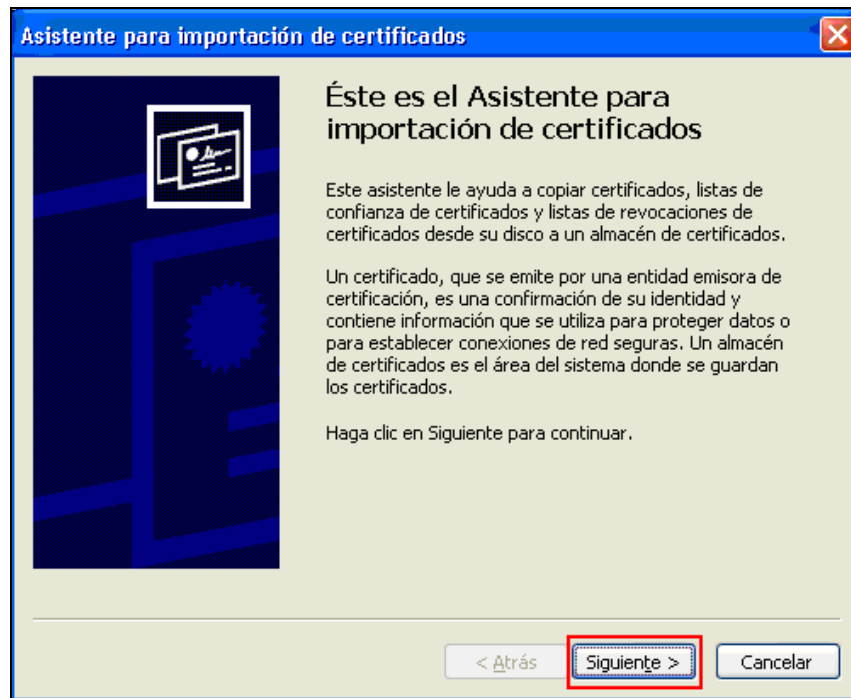 Asistente para importación de certificados
Éste es el Asistente para
importación de certificados
Este asistente le ayuda a copiar certificados, listas de
confianza de certificados y listas de revocaciones de
certificados desde su disco a un almacén de certificados.
Un certificado, que se emite por una entidad emisora de
certificación, es una confirmación de su identidad y
contiene información que se utiliza para proteger datos o
para establecer conexiones de red seguras. Un almacén
de certificados es el área del sistema donde se guardan
los certificados.
Haga clic en Siguiente para continuar.
< Atrás
Siguiente >
Cancelar